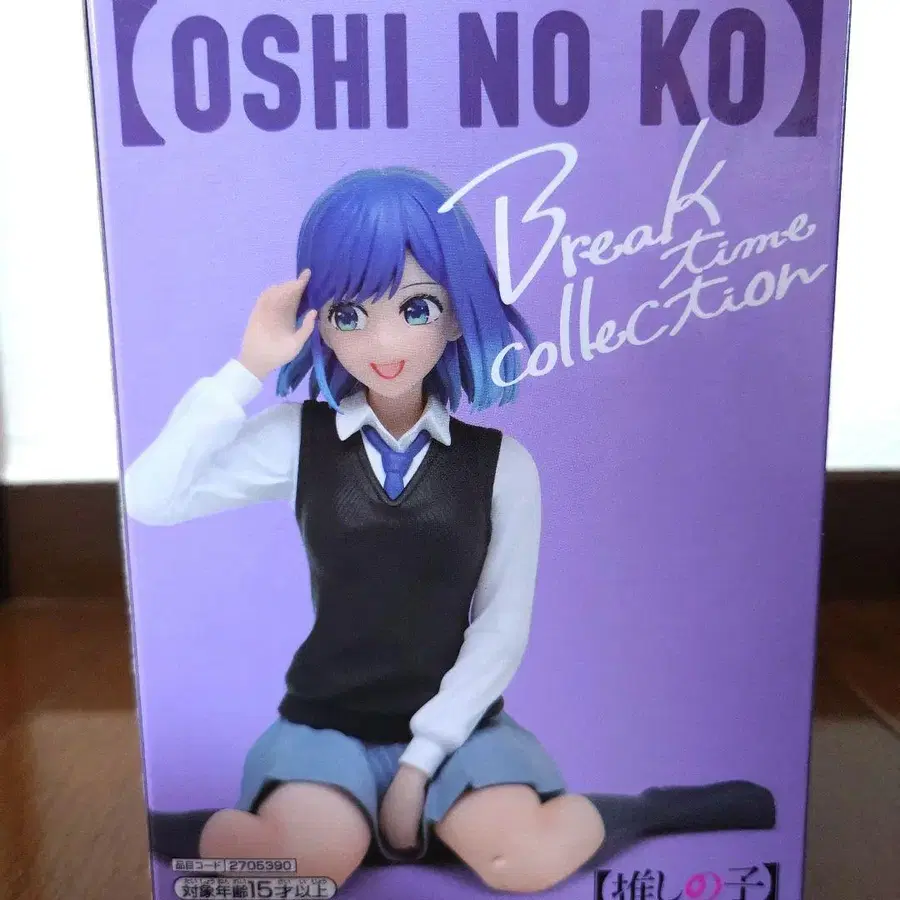 【OSHI NO KO】
Break
time
collection
品目コード 2705390
対象年齢15才以上
【推しの子】